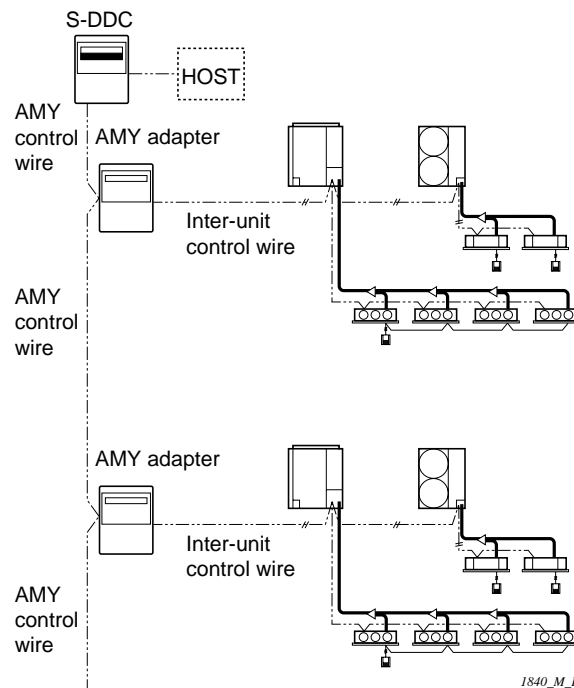 S-DDC
HOST
AMY
control
wire
AMY adapter
Inter-unit
control wire
AMY
control
wire
AMY adapter
Inter-unit
control wire
AMY
control
wire